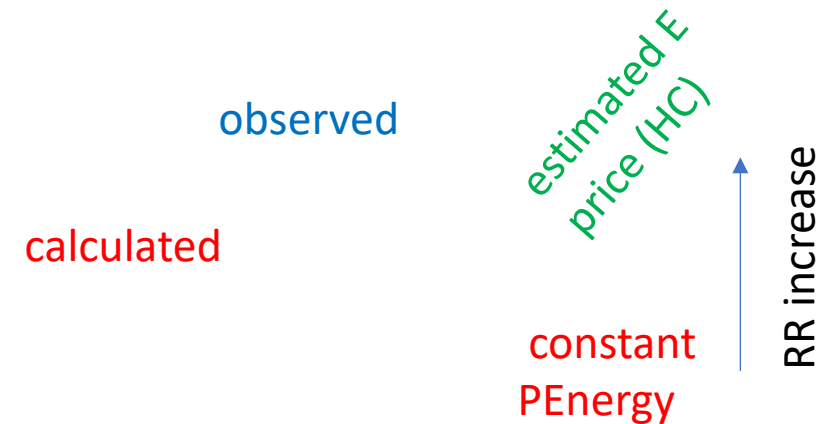 observed
calculated
estimated E
price (HC)
constant
PEnergy
RR increase